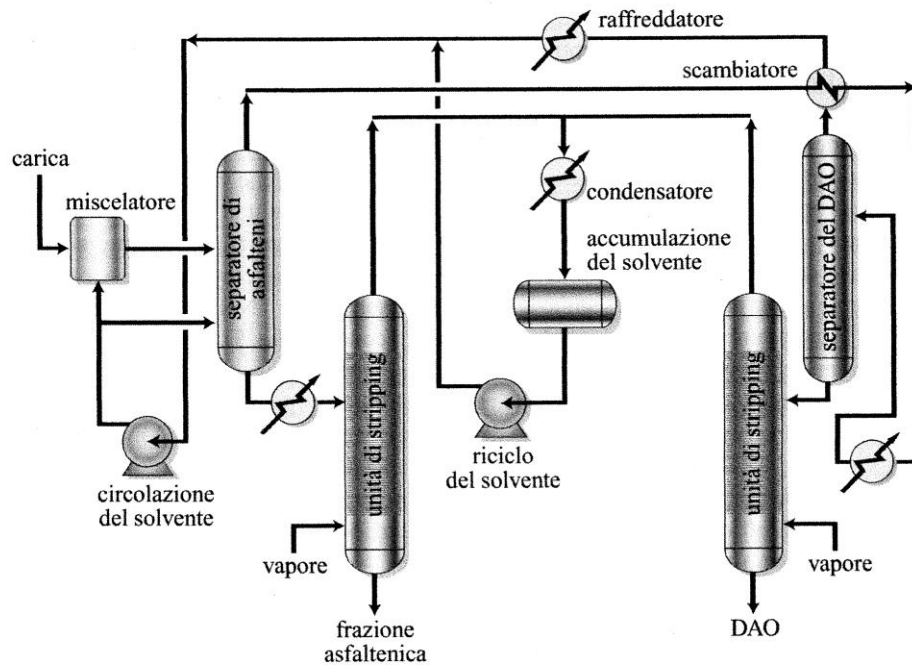 raffreddatore
scambiatore
carica
miscelatore
separatore di
asfalteni
condensatore
accumulazione
del solvente
separatore del DAO
unità di stripping
unità di stripping
riciclo
del solvente
circolazione
del solvente
vapore
vapore
frazione
asfaltenica
DAO